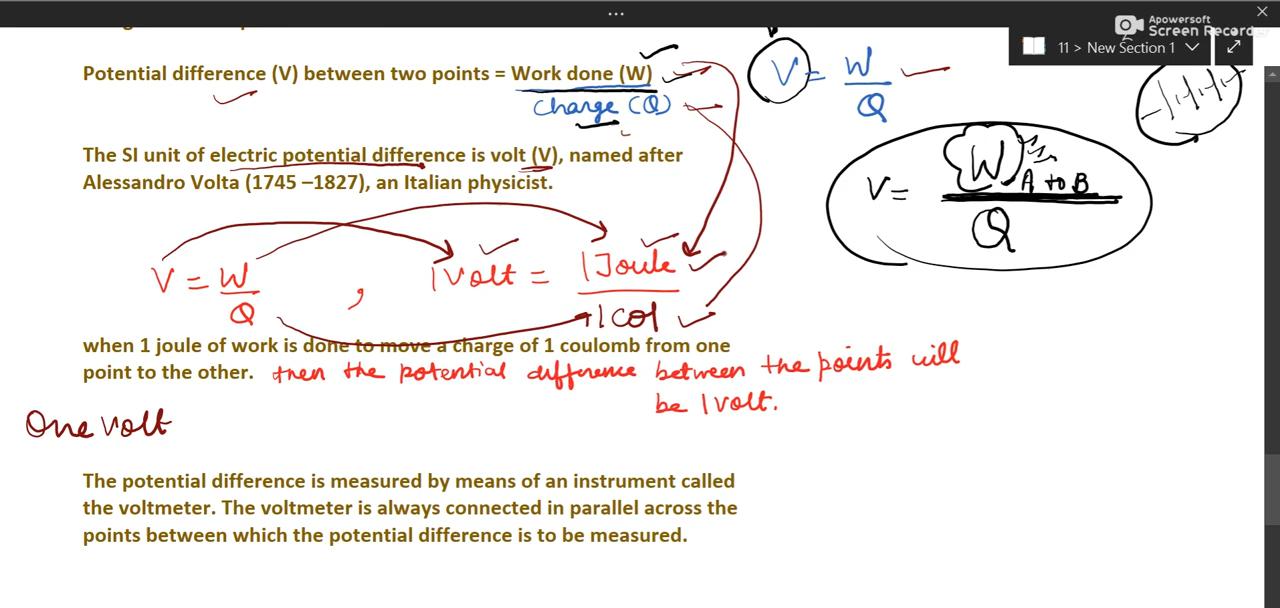 ...
Apowersoft
Screen Recorder
11 > New Section 1
Potential difference (V) between two points = Work done (W)
Charge (Q)
V = W
Q
The SI unit of electric potential difference is volt (V), named after
Alessandro Volta (1745 –1827), an Italian physicist.
V = W A to B
Q
V = W
Q
, 1 Volt = 1 Joule
1 Col
when 1 joule of work is done to move a charge of 1 coulomb from one
point to the other. then the potential difference between the points will
be 1 Volt.
One Volt
The potential difference is measured by means of an instrument called
the voltmeter. The voltmeter is always connected in parallel across the
points between which the potential difference is to be measured.